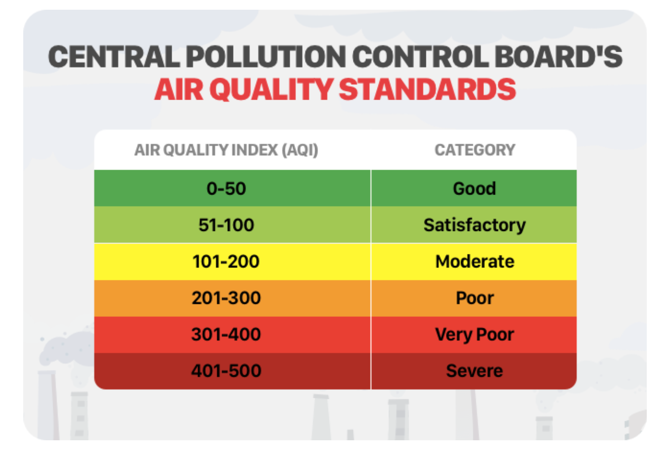 CENTRAL POLLUTION CONTROL BOARD'S
AIR QUALITY STANDARDS
AIR QUALITY INDEX (AQI) CATEGORY
0-50 Good
51-100 Satisfactory
101-200 Moderate
201-300 Poor
301-400 Very Poor
401-500 Severe